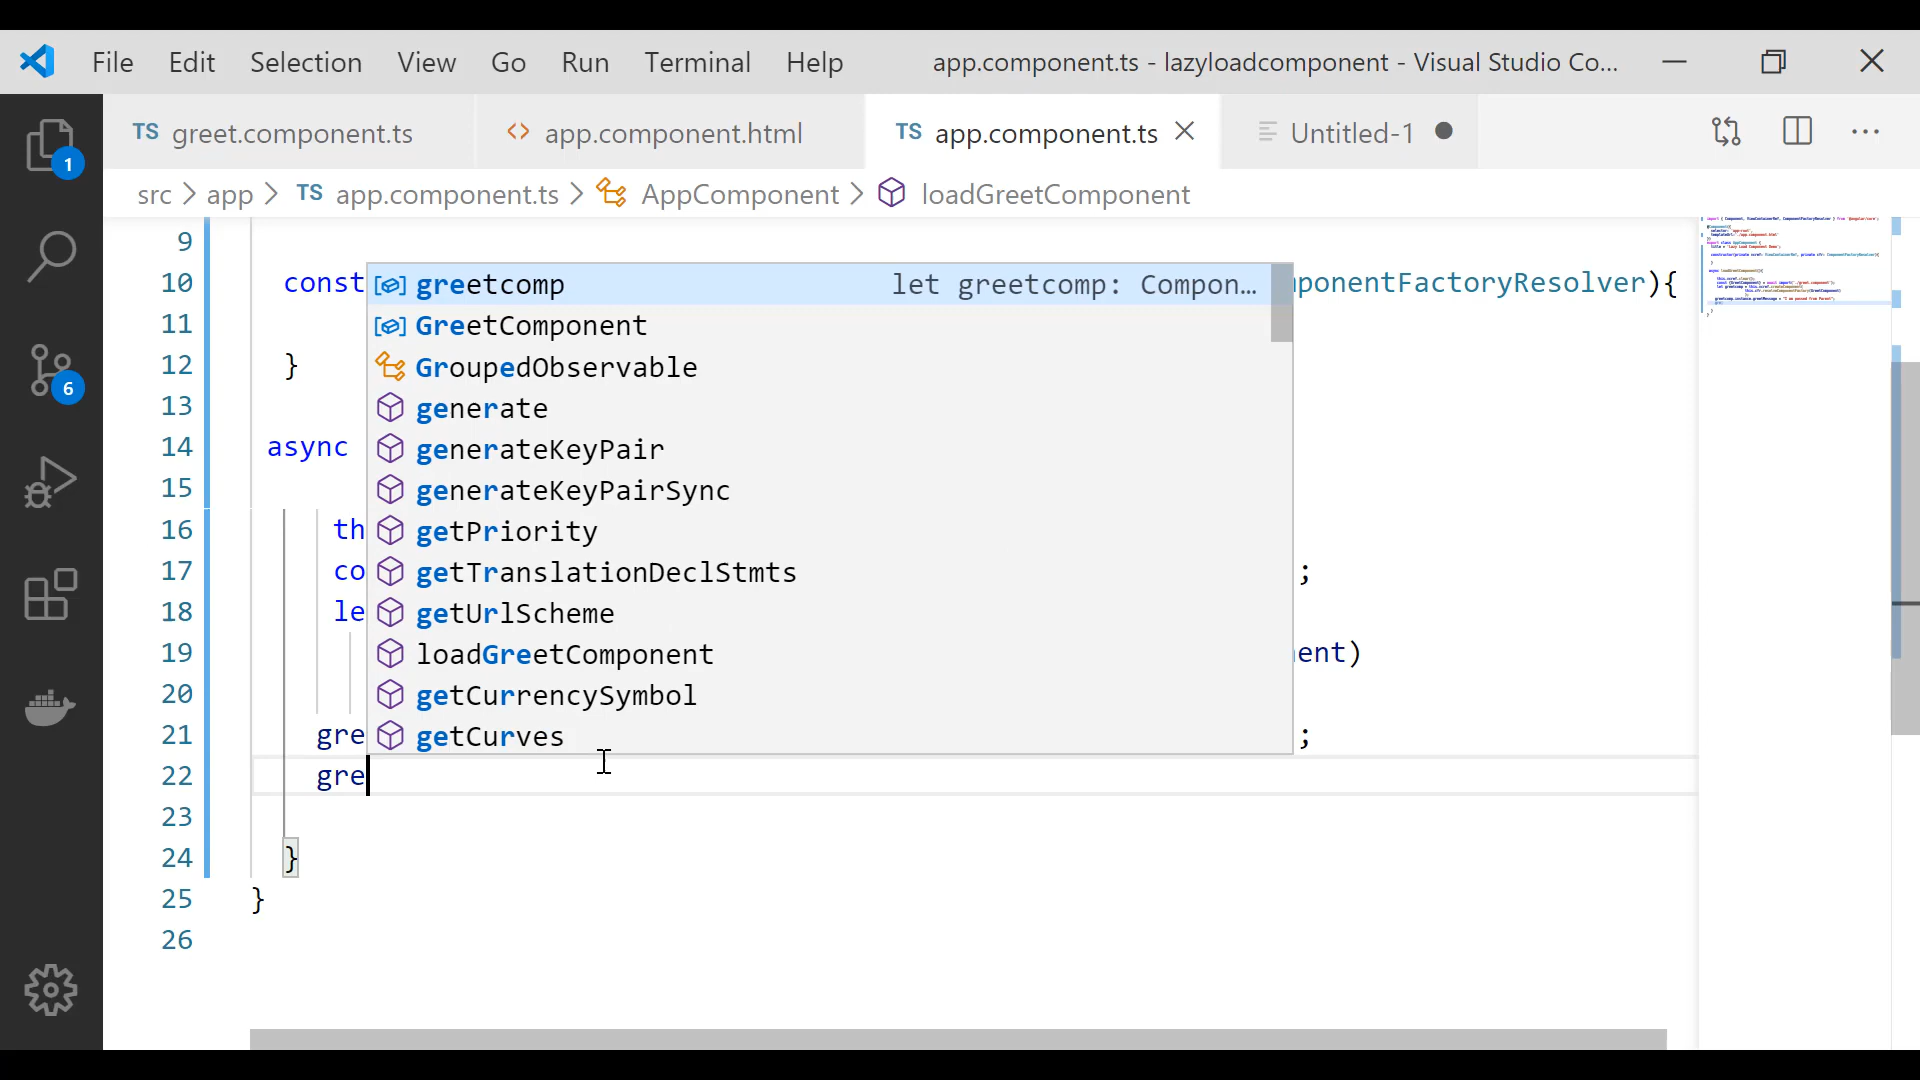 File Edit Selection View Go Run Terminal Help app.component.ts - lazyloadcomponent - Visual Studio Co...
TS greet.component.ts <> app.component.html TS app.component.ts Untitled-1
src > app > TS app.component.ts > AppComponent > loadGreetComponent
1
6
9
10 const ponentFactoryResolver){
11
12 }
13
14 async
15
16 th
17 co ;
18 le
19 ent)
20
21 gre ;
22 gre
23
24 }
25 }
26
greetcomp let greetcomp: Compon...
GreetComponent
GroupedObservable
generate
generateKeyPair
generateKeyPairSync
getPriority
getTranslationDeclStmts
getUrlScheme
loadGreetComponent
getCurrencySymbol
getCurves